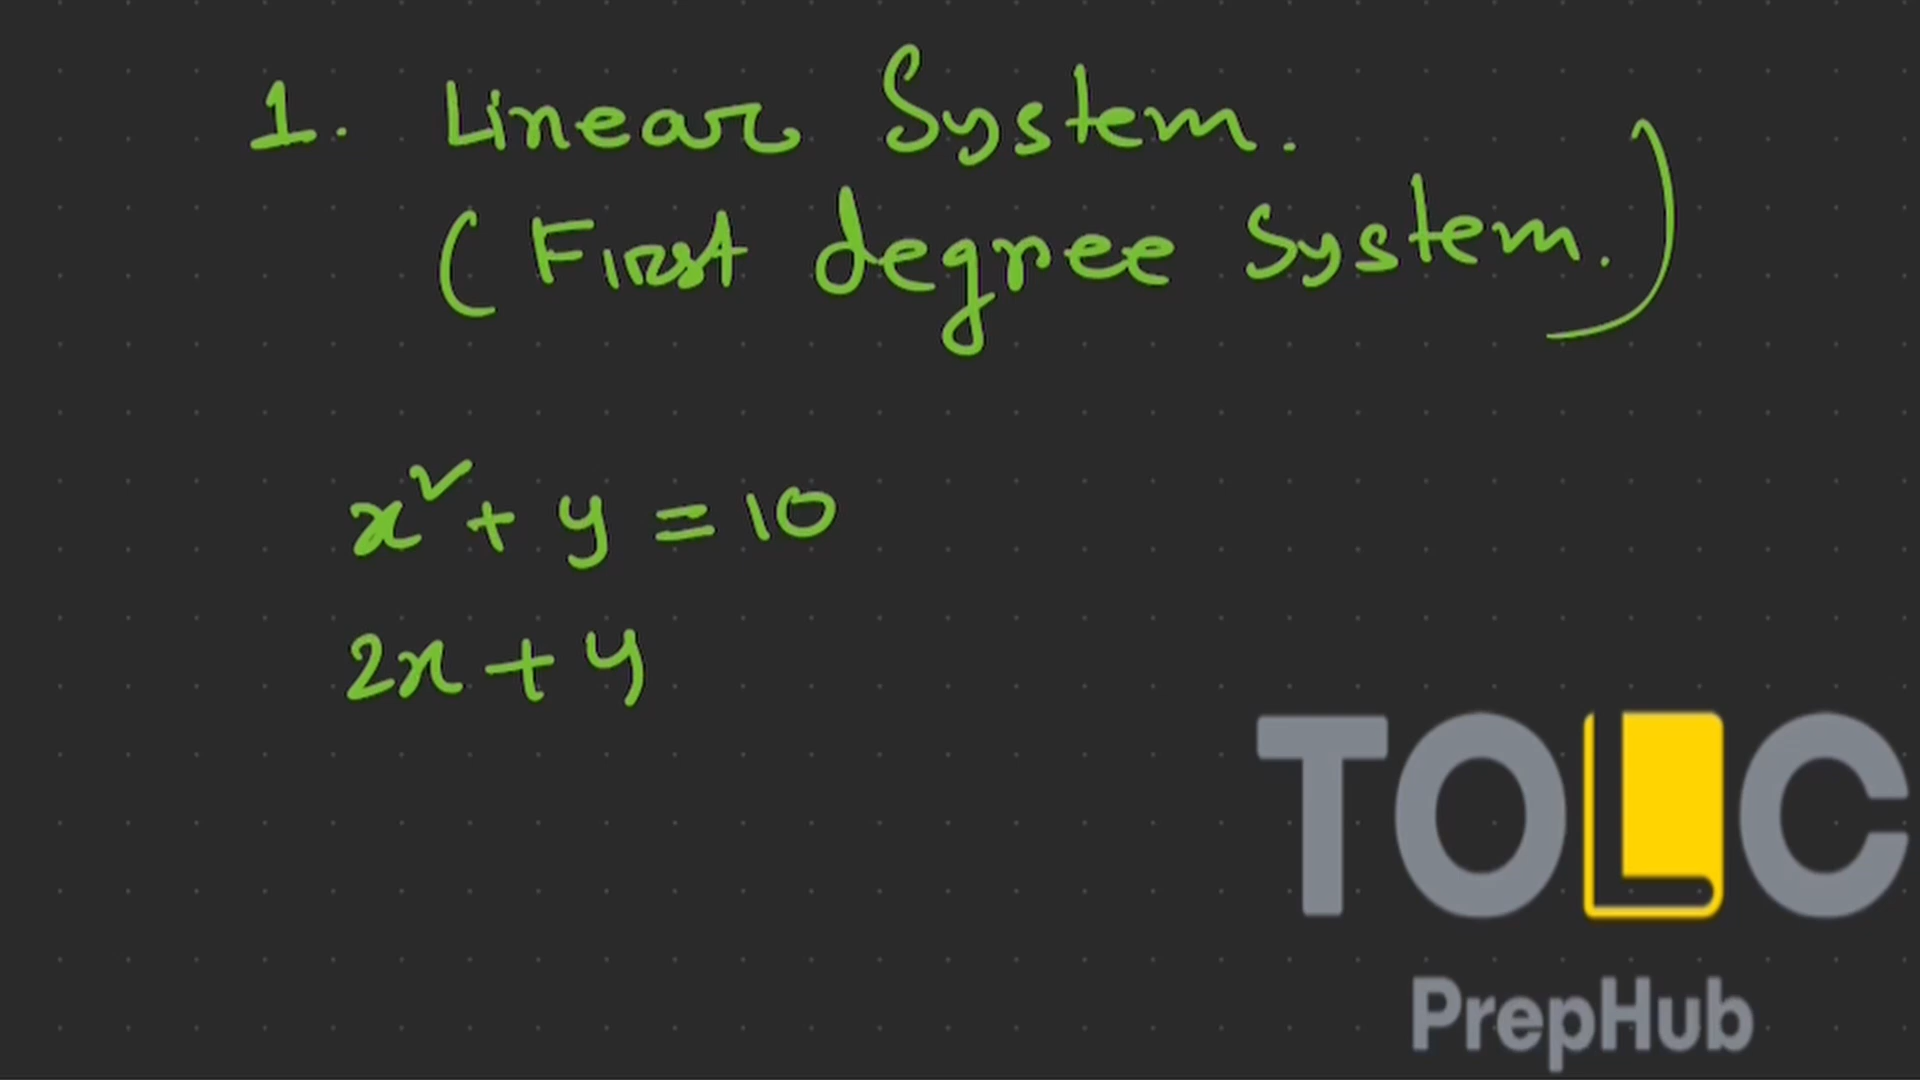 1. Linear System.
(First degree System.)
x² + y = 10
2x + y
TOLC
PrepHub